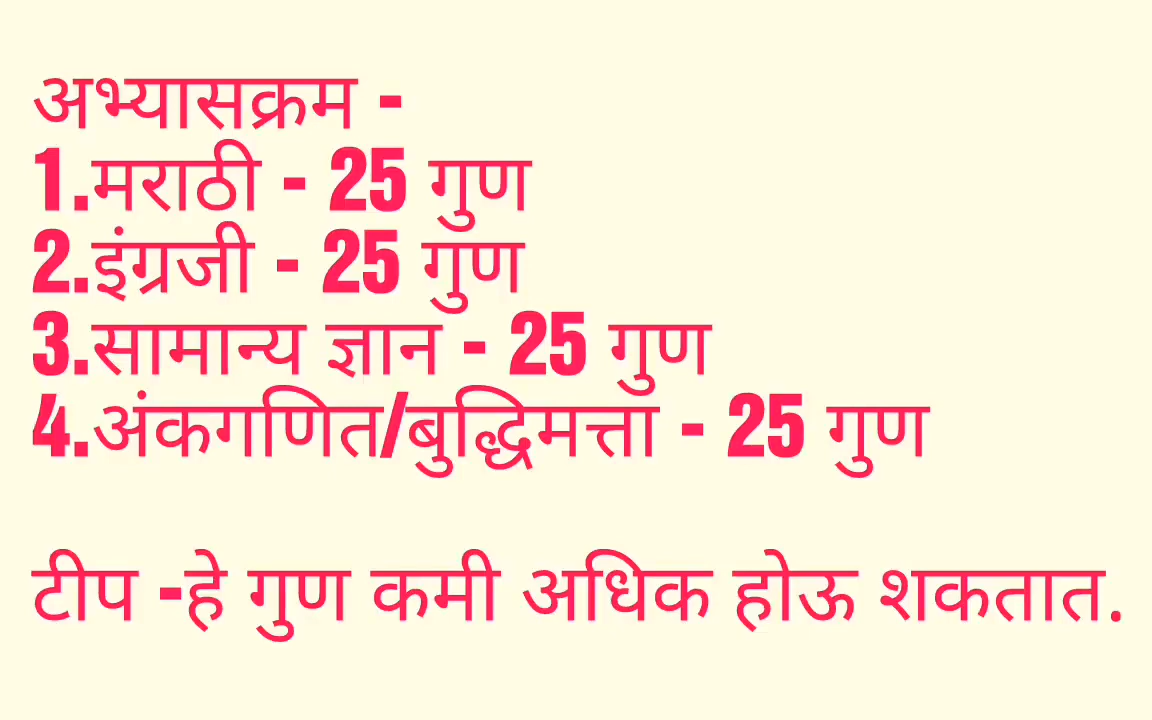 अभ्यासक्रम -
1.मराठी - 25 गुण
2.इंग्रजी - 25 गुण
3.सामान्य ज्ञान - 25 गुण
4.अंकगणित/बुद्धिमत्ता - 25 गुण
टीप -हे गुण कमी अधिक होऊ शकतात.